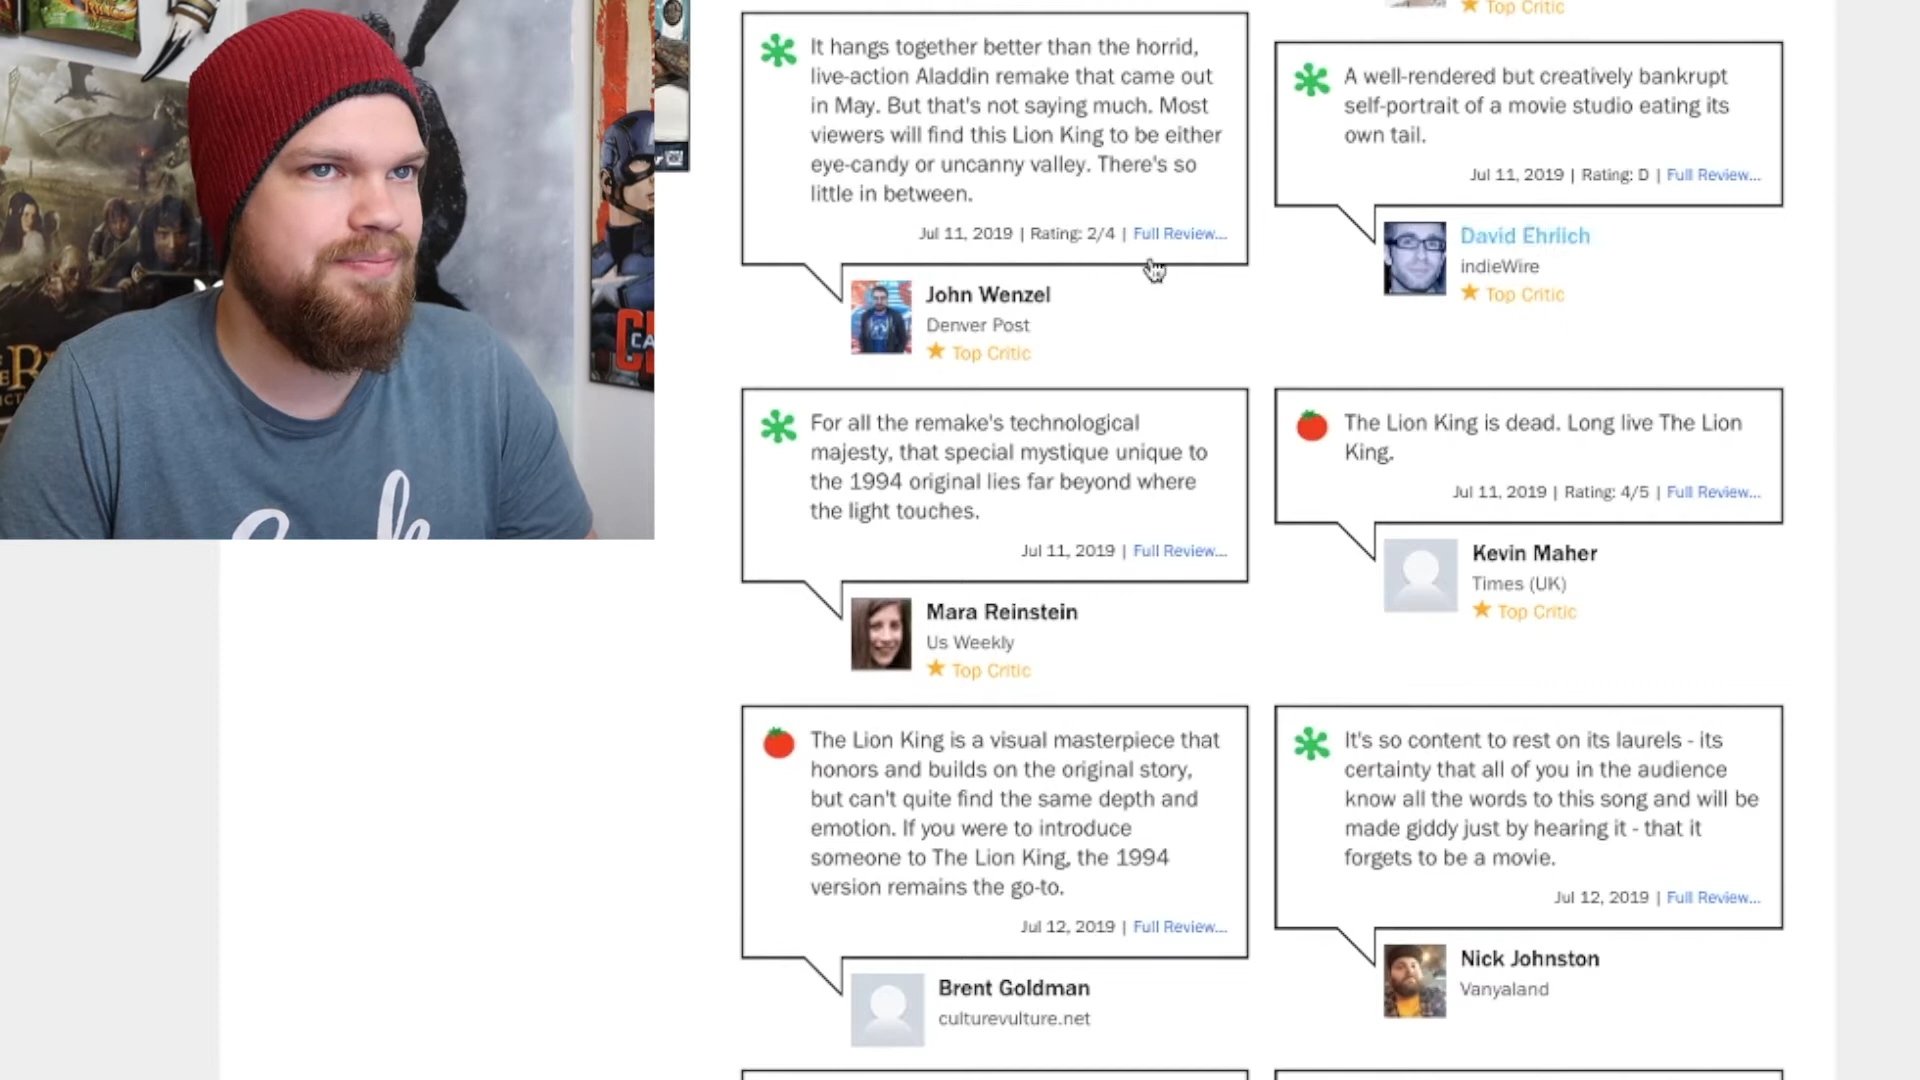 Top Critic
It hangs together better than the horrid,
live-action Aladdin remake that came out
in May. But that's not saying much. Most
viewers will find this Lion King to be either
eye-candy or uncanny valley. There's so
little in between.
Jul 11, 2019 | Rating: 2/4 | Full Review...
John Wenzel
Denver Post
Top Critic
A well-rendered but creatively bankrupt
self-portrait of a movie studio eating its
own tail.
Jul 11, 2019 | Rating: D | Full Review...
David Ehrlich
indieWire
Top Critic
For all the remake's technological
majesty, that special mystique unique to
the 1994 original lies far beyond where
the light touches.
Jul 11, 2019 | Full Review...
Mara Reinstein
Us Weekly
Top Critic
The Lion King is dead. Long live The Lion
King.
Jul 11, 2019 | Rating: 4/5 | Full Review...
Kevin Maher
Times (UK)
Top Critic
The Lion King is a visual masterpiece that
honors and builds on the original story,
but can't quite find the same depth and
emotion. If you were to introduce
someone to The Lion King, the 1994
version remains the go-to.
Jul 12, 2019 | Full Review...
Brent Goldman
culturevulture.net
It's so content to rest on its laurels - its
certainty that all of you in the audience
know all the words to this song and will be
made giddy just by hearing it - that it
forgets to be a movie.
Jul 12, 2019 | Full Review...
Nick Johnston
Vanyaland